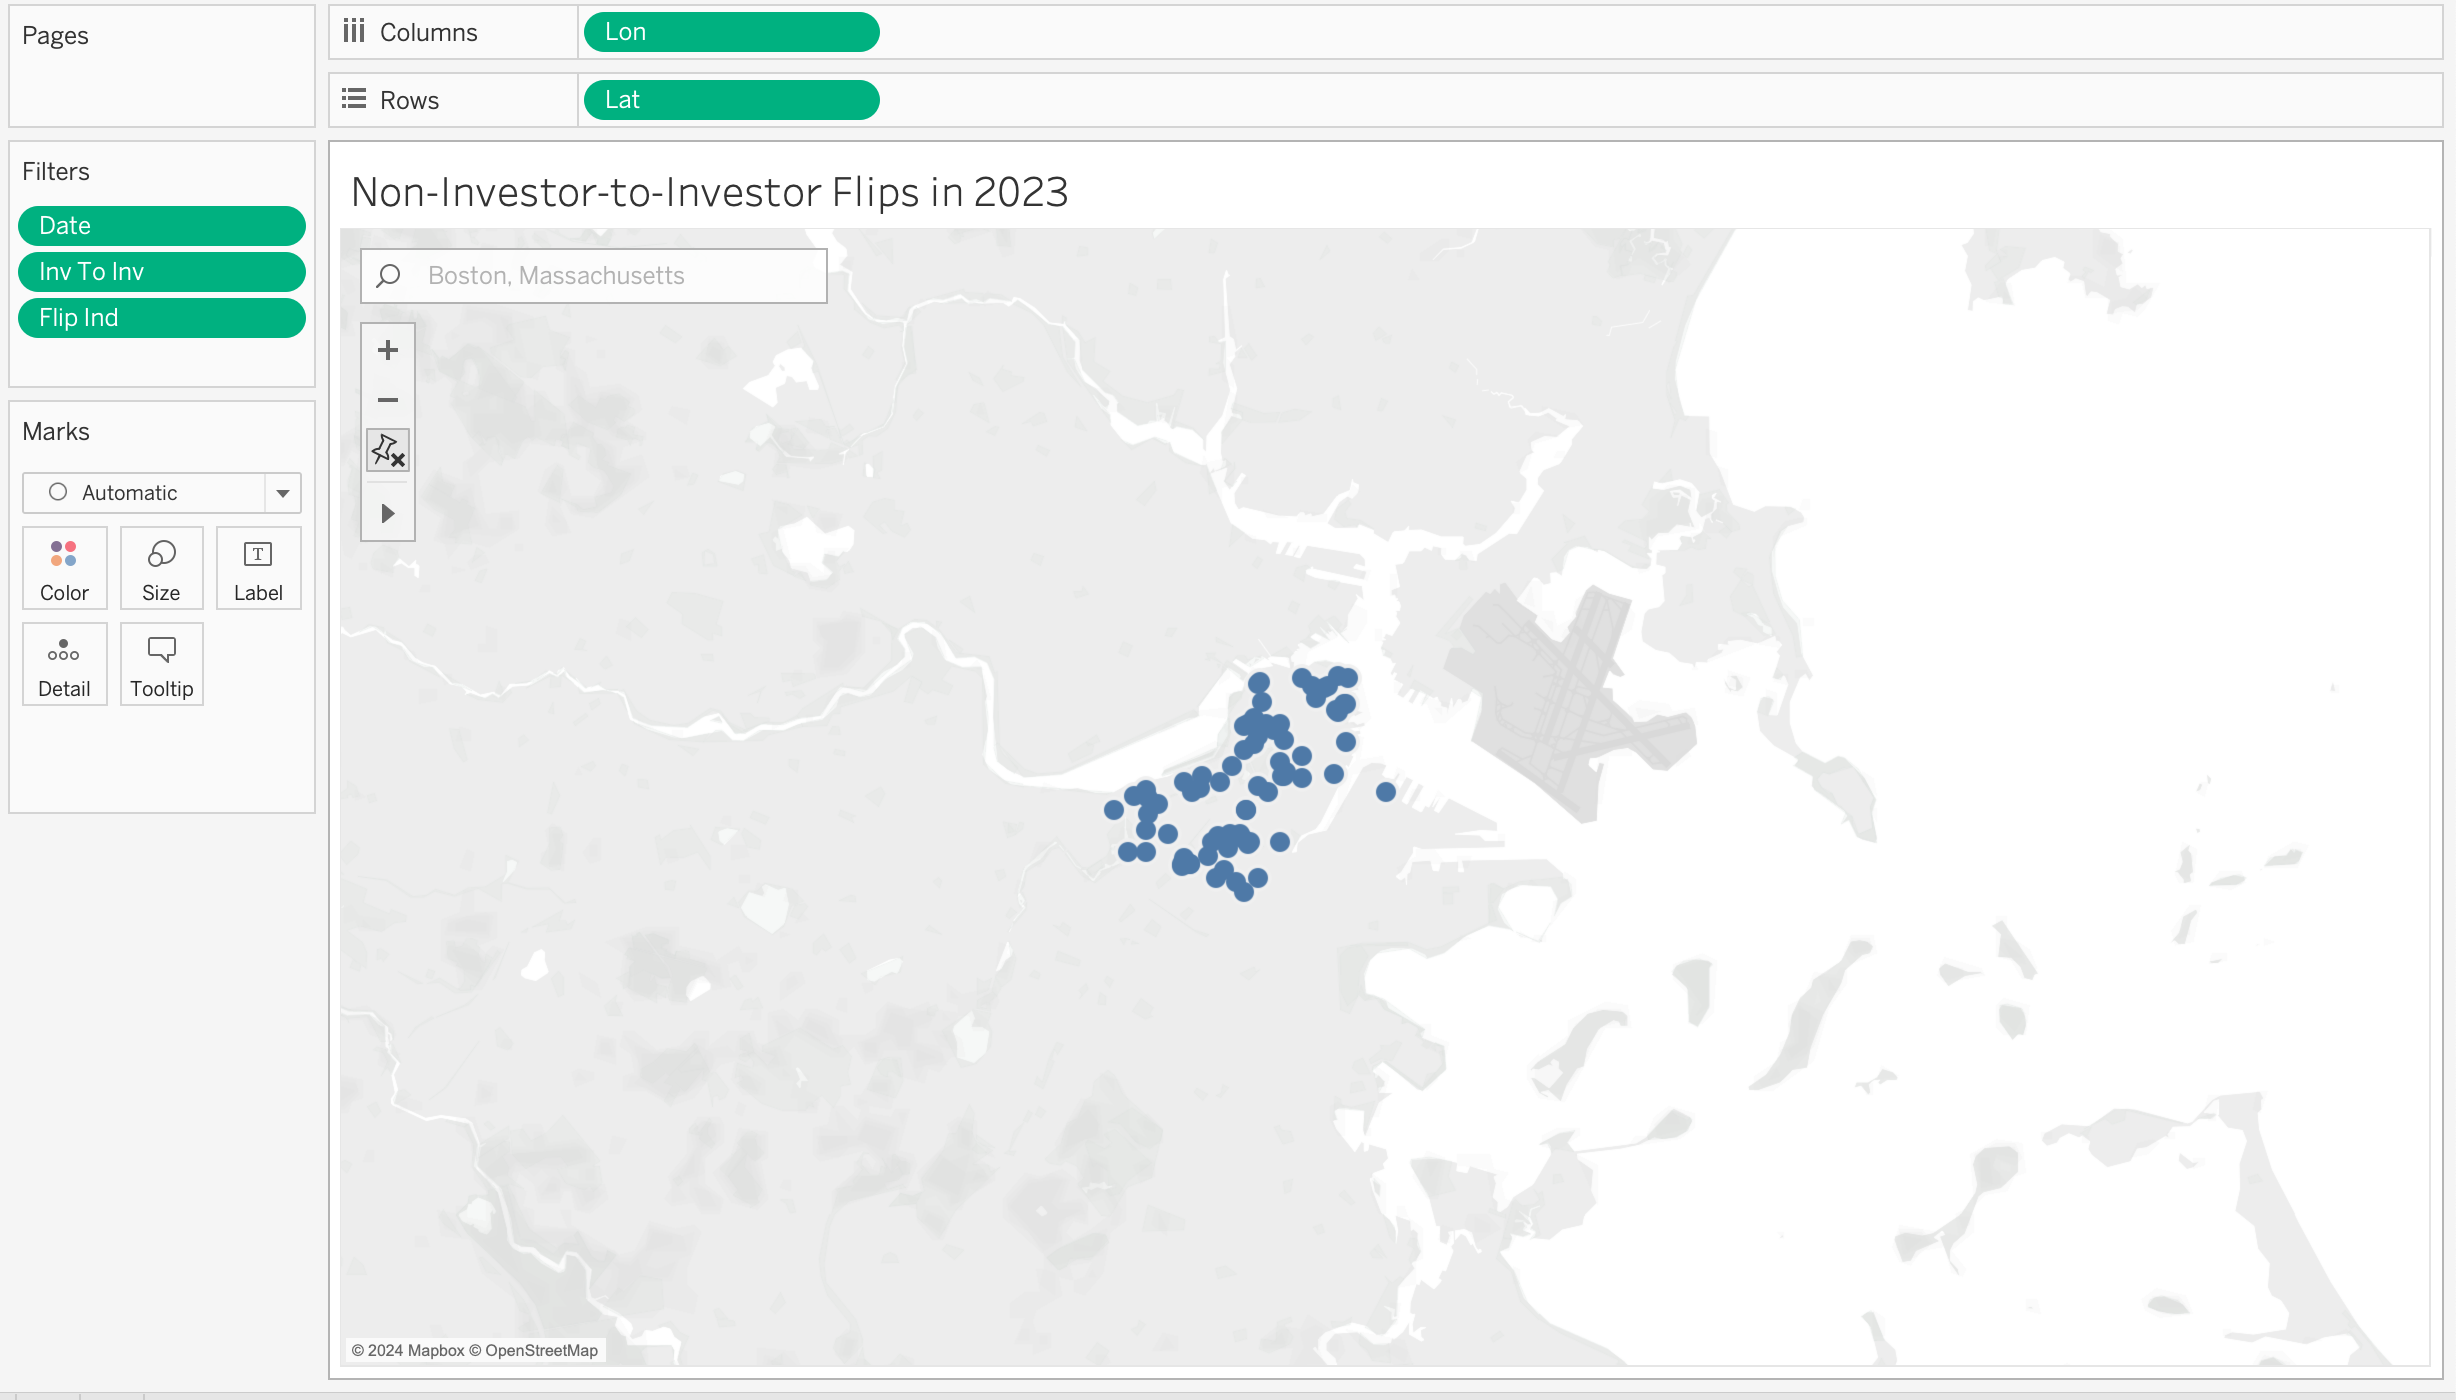 Pages
Columns
Lon
Rows
Lat
Filters
Date
Inv To Inv
Flip Ind
Marks
Automatic
Color
Size
T
Label
Detail
Tooltip
Non-Investor-to-Investor Flips in 2023
Boston, Massachusetts
© 2024 Mapbox © OpenStreetMap